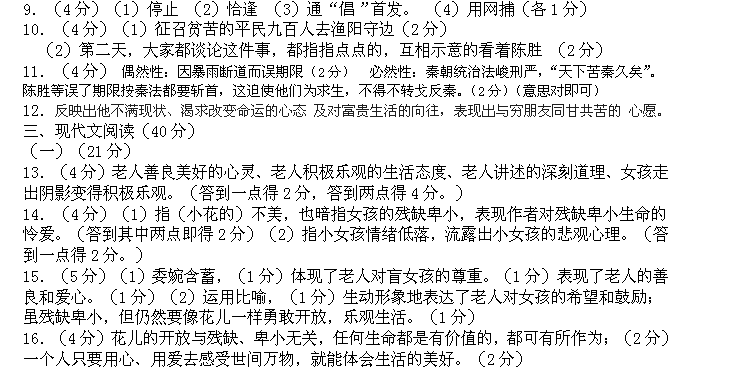 9. （4分）（1）停止 （2）恰逢 （3）通“倡”首发。 （4）用网捕（各1分）
10. （4分）（1）征召贫苦的平民九百人去渔阳守边（2分）
（2）第二天，大家都谈论这件事，都指指点点的，互相示意的看着陈胜 （2分）
11. （4分） 偶然性：因暴雨断道而误期限（2分） 必然性：秦朝统治法峻刑严，“天下苦秦久矣”。
陈胜等误了期限按秦法都要斩首，这迫使他们为求生，不得不转戈反秦。（2分）（意思对即可）
12. 反映出他不满现状、渴求改变命运的心态 及对富贵生活的向往，表现出与穷朋友同甘共苦的 心愿。
三、现代文阅读（40分）
（一）（21分）
13. （4分）老人善良美好的心灵、老人积极乐观的生活态度、老人讲述的深刻道理、女孩走
出阴影变得积极乐观。（答到一点得2分，答到两点得4分。）
14. （4分）（1）指（小花的）不美，也暗指女孩的残缺卑小，表现作者对残缺卑小生命的
怜爱。（答到其中两点即得2分）（2）指小女孩情绪低落，流露出小女孩的悲观心理。（答
到一点得2分。）
15. （5分）（1）委婉含蓄，（1分）体现了老人对盲女孩的尊重。（1分）表现了老人的善
良和爱心。（1分）（2）运用比喻，（1分）生动形象地表达了老人对女孩的希望和鼓励；
虽残缺卑小，但仍然要像花儿一样勇敢开放，乐观生活。（1分）
16. （4分）花儿的开放与残缺、卑小无关，任何生命都是有价值的，都可有所作为；（2分）
一个人只要用心、用爱去感受世间万物，就能体会生活的美好。（2分）